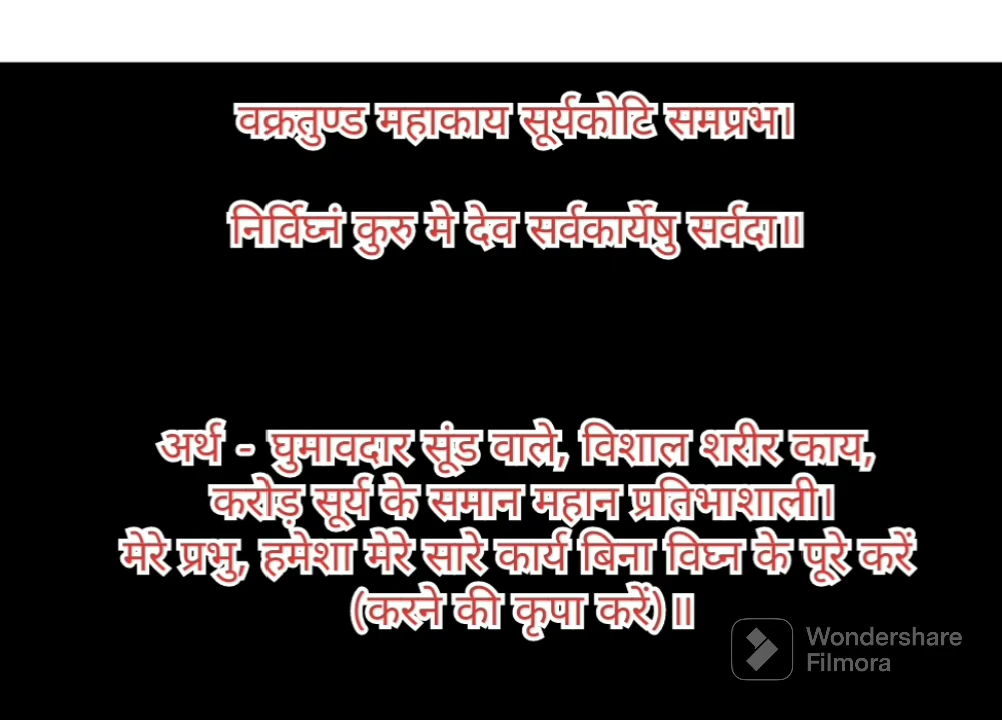 वक्रतुण्ड महाकाय सूर्यकोटि समप्रभ।
निर्विघ्नं कुरु मे देव सर्वकार्येषु सर्वदा॥
अर्थ - घुमावदार सूंड वाले, विशाल शरीर काय,
करोड़ सूर्य के समान महान प्रतिभाशाली।
मेरे प्रभु, हमेशा मेरे सारे कार्य बिना विघ्न के पूरे करें
(करने की कृपा करें)॥
Wondershare
Filmora